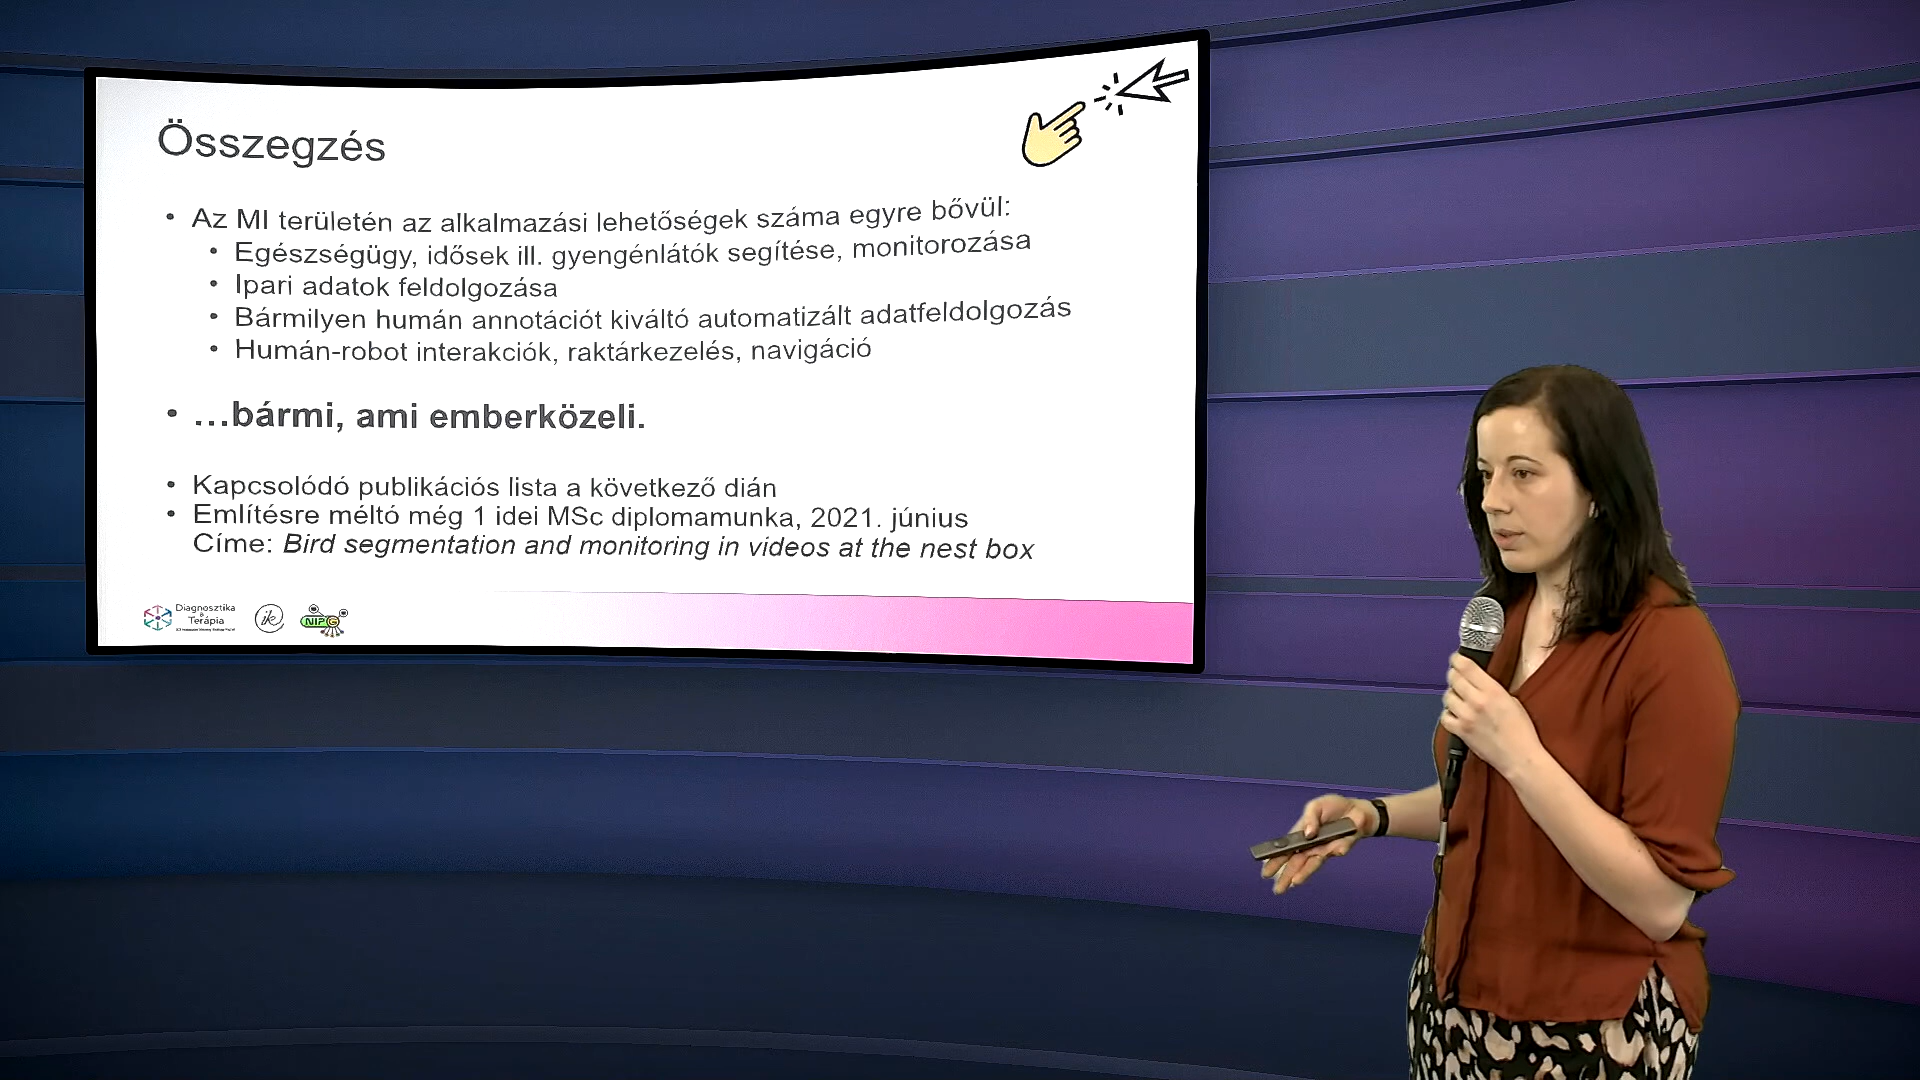 Összegzés
• Az MI területén az alkalmazási lehetőségek száma egyre bővül:
• Egészségügy, idősek ill. gyengénlátók segítése, monitorozása
• Ipari adatok feldolgozása
• Bármilyen humán annotációt kiváltó automatizált adatfeldolgozás
• Humán-robot interakciók, raktárkezelés, navigáció
• …bármi, ami emberközeli.
• Kapcsolódó publikációs lista a következő dián
• Említésre méltó még 1 idei MSc diplomamunka, 2021. június
Címe: Bird segmentation and monitoring in videos at the nest box
Diagnosztika
&
Terápia
ik
NIPG